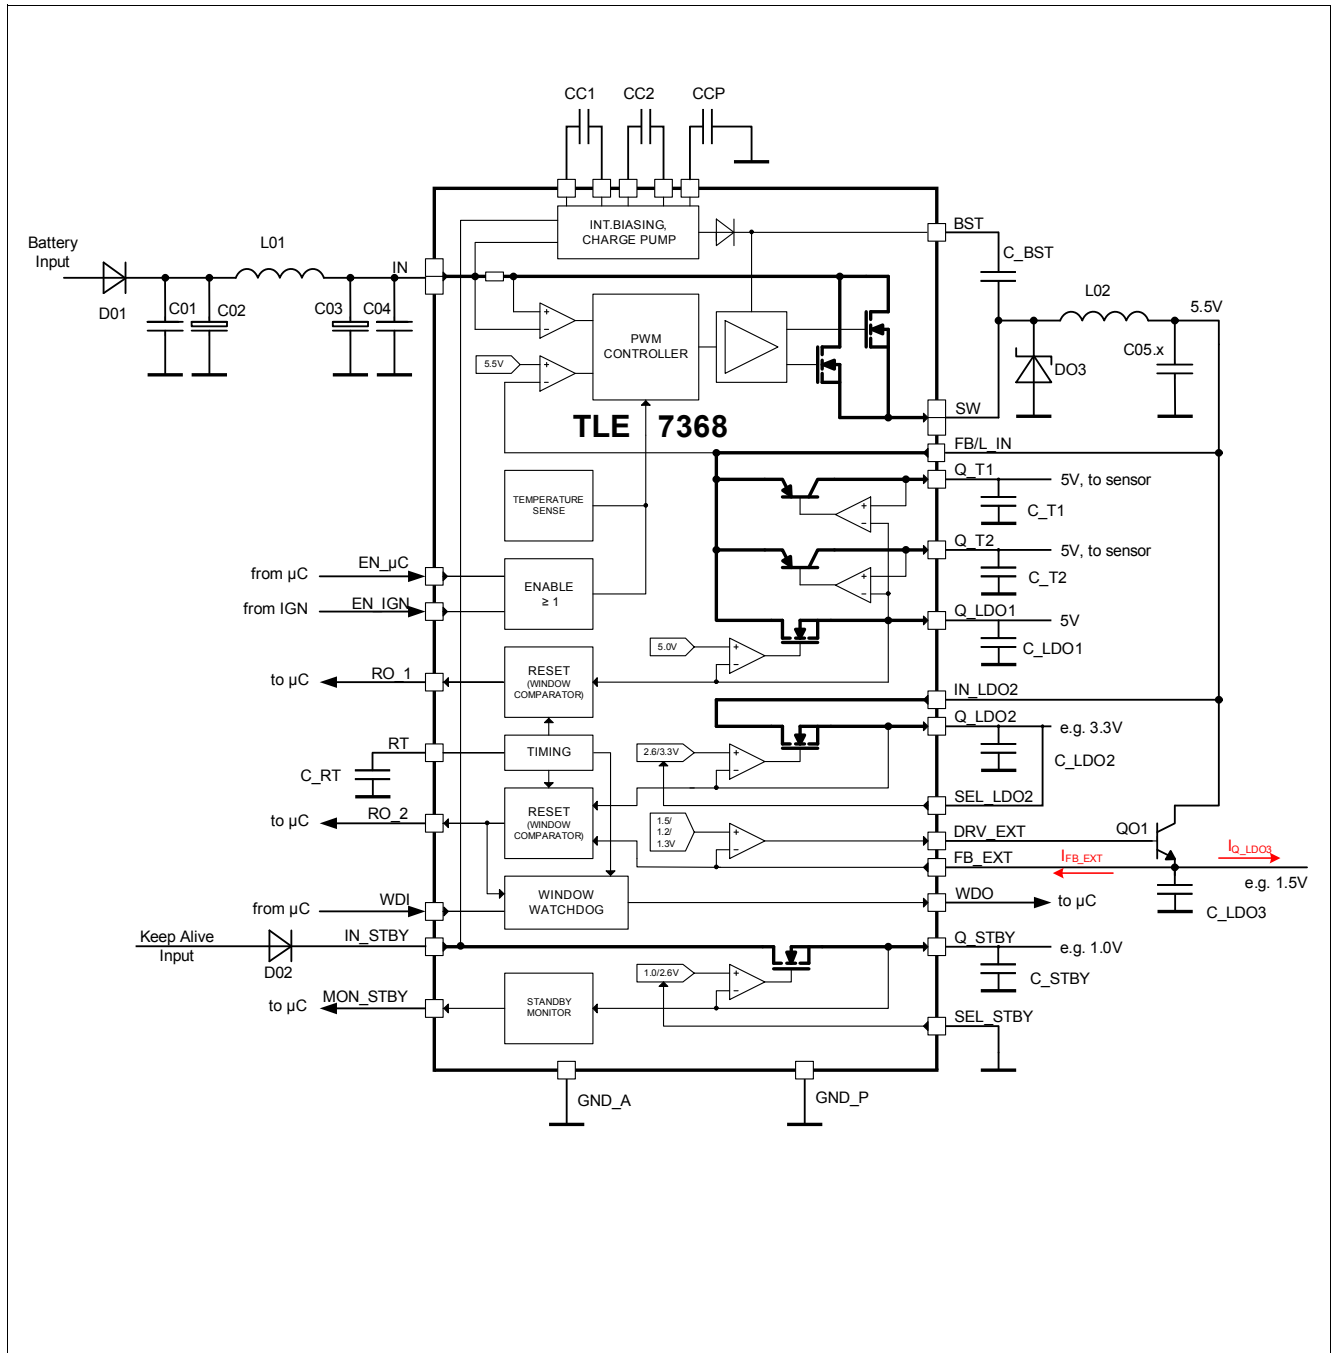 CC1 CC2 CCP
INT.BIASING,
CHARGE PUMP
BST
C_BST
Battery
Input
L01
IN
D01
C01
C02
C03
C04
L02
5.5V
C05.x
DO3
PWM
CONTROLLER
5.5V
+
−
+
−
SW
TLE 7368
FB/L_IN
Q_T1
5V, to sensor
C_T1
+
−
TEMPERATURE
SENSE
Q_T2
5V, to sensor
C_T2
+
−
from µC
EN_µC
ENABLE
≥ 1
from IGN
EN_IGN
Q_LDO1
5V
C_LDO1
5.0V
+
−
to µC
RO_1
RESET
(WINDOW
COMPARATOR)
IN_LDO2
Q_LDO2
e.g. 3.3V
C_LDO2
RT
C_RT
TIMING
2.6/3.3V
+
−
SEL_LDO2
to µC
RO_2
RESET
(WINDOW
COMPARATOR)
1.5/
1.2/
1.3V
+
−
DRV_EXT
QO1
FB_EXT
I_FB_EXT
I_Q_LDO3
e.g. 1.5V
C_LDO3
from µC
WDI
WINDOW
WATCHDOG
WDO
to µC
Keep Alive
Input
D02
IN_STBY
Q_STBY
e.g. 1.0V
C_STBY
1.0/2.6V
+
−
to µC
MON_STBY
STANDBY
MONITOR
SEL_STBY
GND_A
GND_P